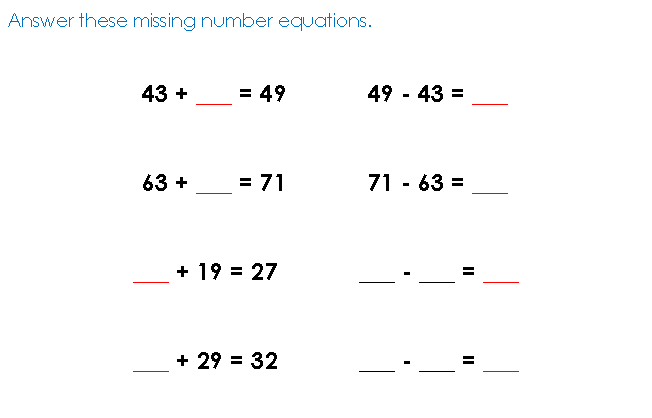 Answer these missing number equations.
43 + ___ = 49 49 - 43 = ___
63 + ___ = 71 71 - 63 = ___
___ + 19 = 27 ___ - ___ = ___
___ + 29 = 32 ___ - ___ = ___